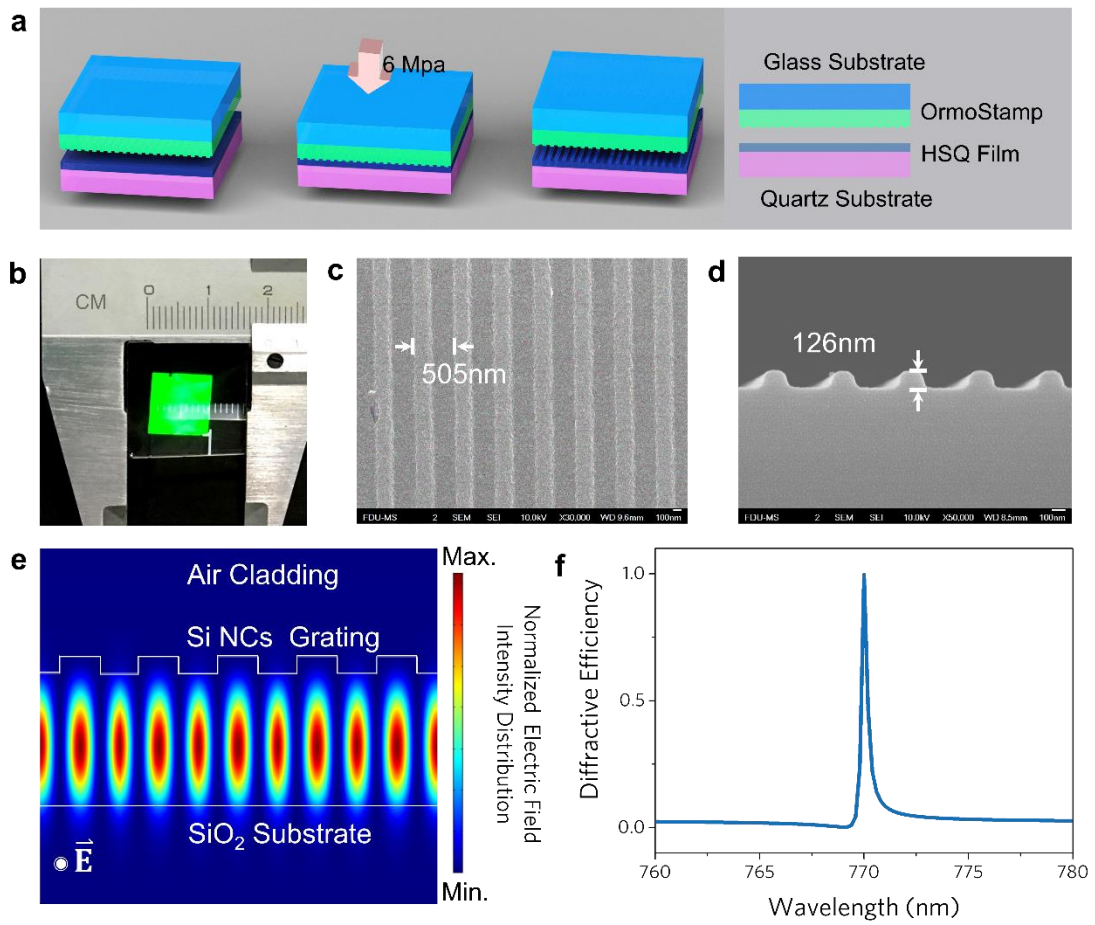 a
6 Mpa
Glass Substrate
OrmoStamp
HSQ Film
Quartz Substrate
b
CM
0 1 2
c
505nm
FDU-MS 2 SEM SEI 10.0kV X30,000 WD 9.6mm 100nm
d
126nm
FDU-MS 2 SEM SEI 10.0kV X50,000 WD 8.5mm 100nm
e
Air Cladding
Si NCs Grating
SiO₂ Substrate
E
Max.
Min.
Normalized Electric Field
Intensity Distribution
f
Diffractive Efficiency
1.0
0.5
0.0
760 765 770 775 780
Wavelength (nm)